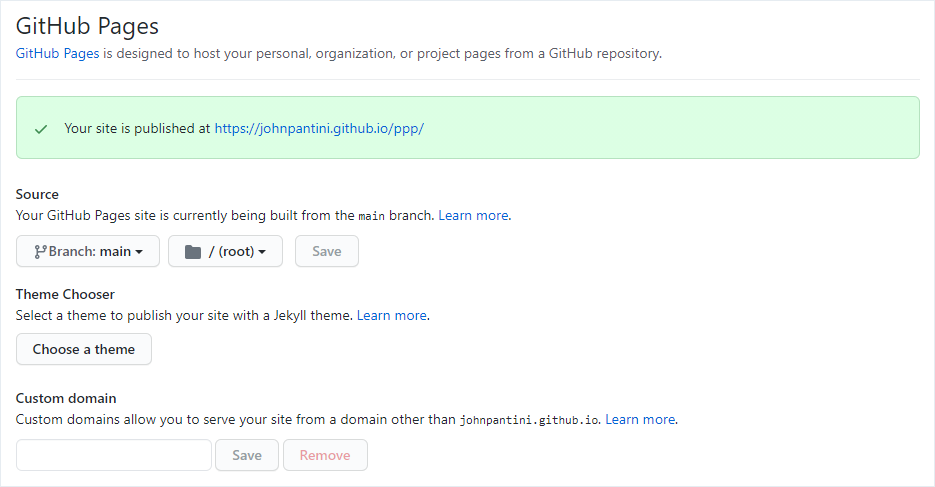 GitHub Pages
GitHub Pages is designed to host your personal, organization, or project pages from a GitHub repository.
Your site is published at https://johnpantini.github.io/ppp/
Source
Your GitHub Pages site is currently being built from the main branch. Learn more.
Branch: main / (root) Save
Theme Chooser
Select a theme to publish your site with a Jekyll theme. Learn more.
Choose a theme
Custom domain
Custom domains allow you to serve your site from a domain other than johnpantini.github.io. Learn more.
Save Remove